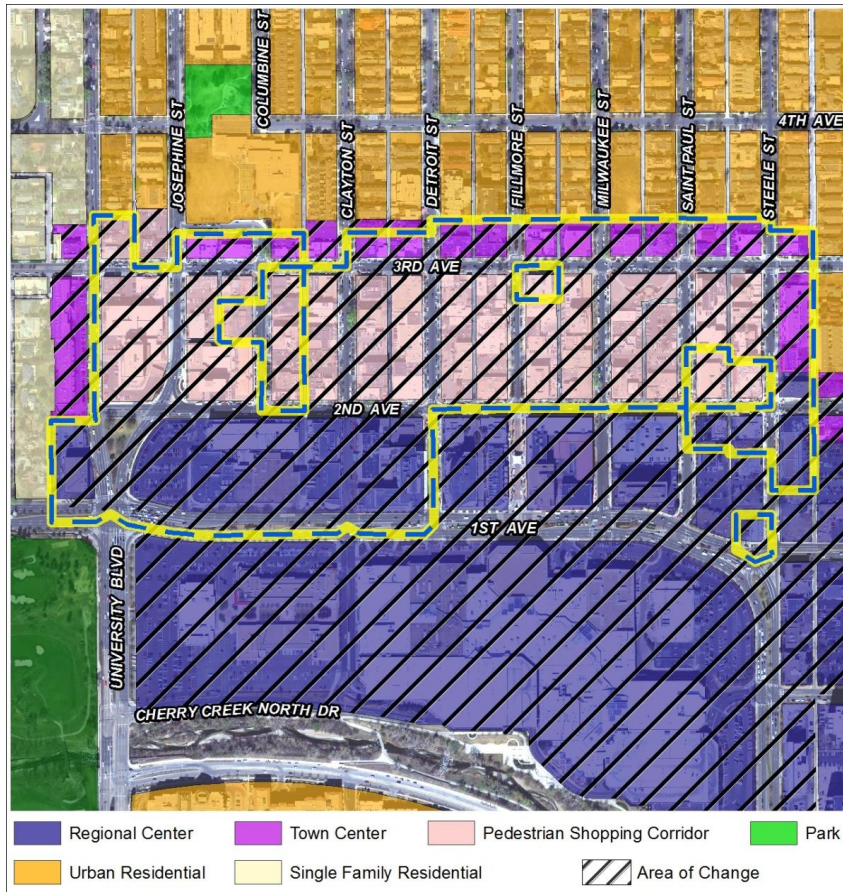 COLUMBINE ST
JOSEPHINE ST
CLAYTON ST
DETROIT ST
FILLMORE ST
MILWAUKEE ST
SAINT PAUL ST
STEELE ST
4TH AVE
3RD AVE
2ND AVE
1ST AVE
UNIVERSITY BLVD
CHERRY CREEK NORTH DR
Regional Center
Town Center
Pedestrian Shopping Corridor
Park
Urban Residential
Single Family Residential
Area of Change